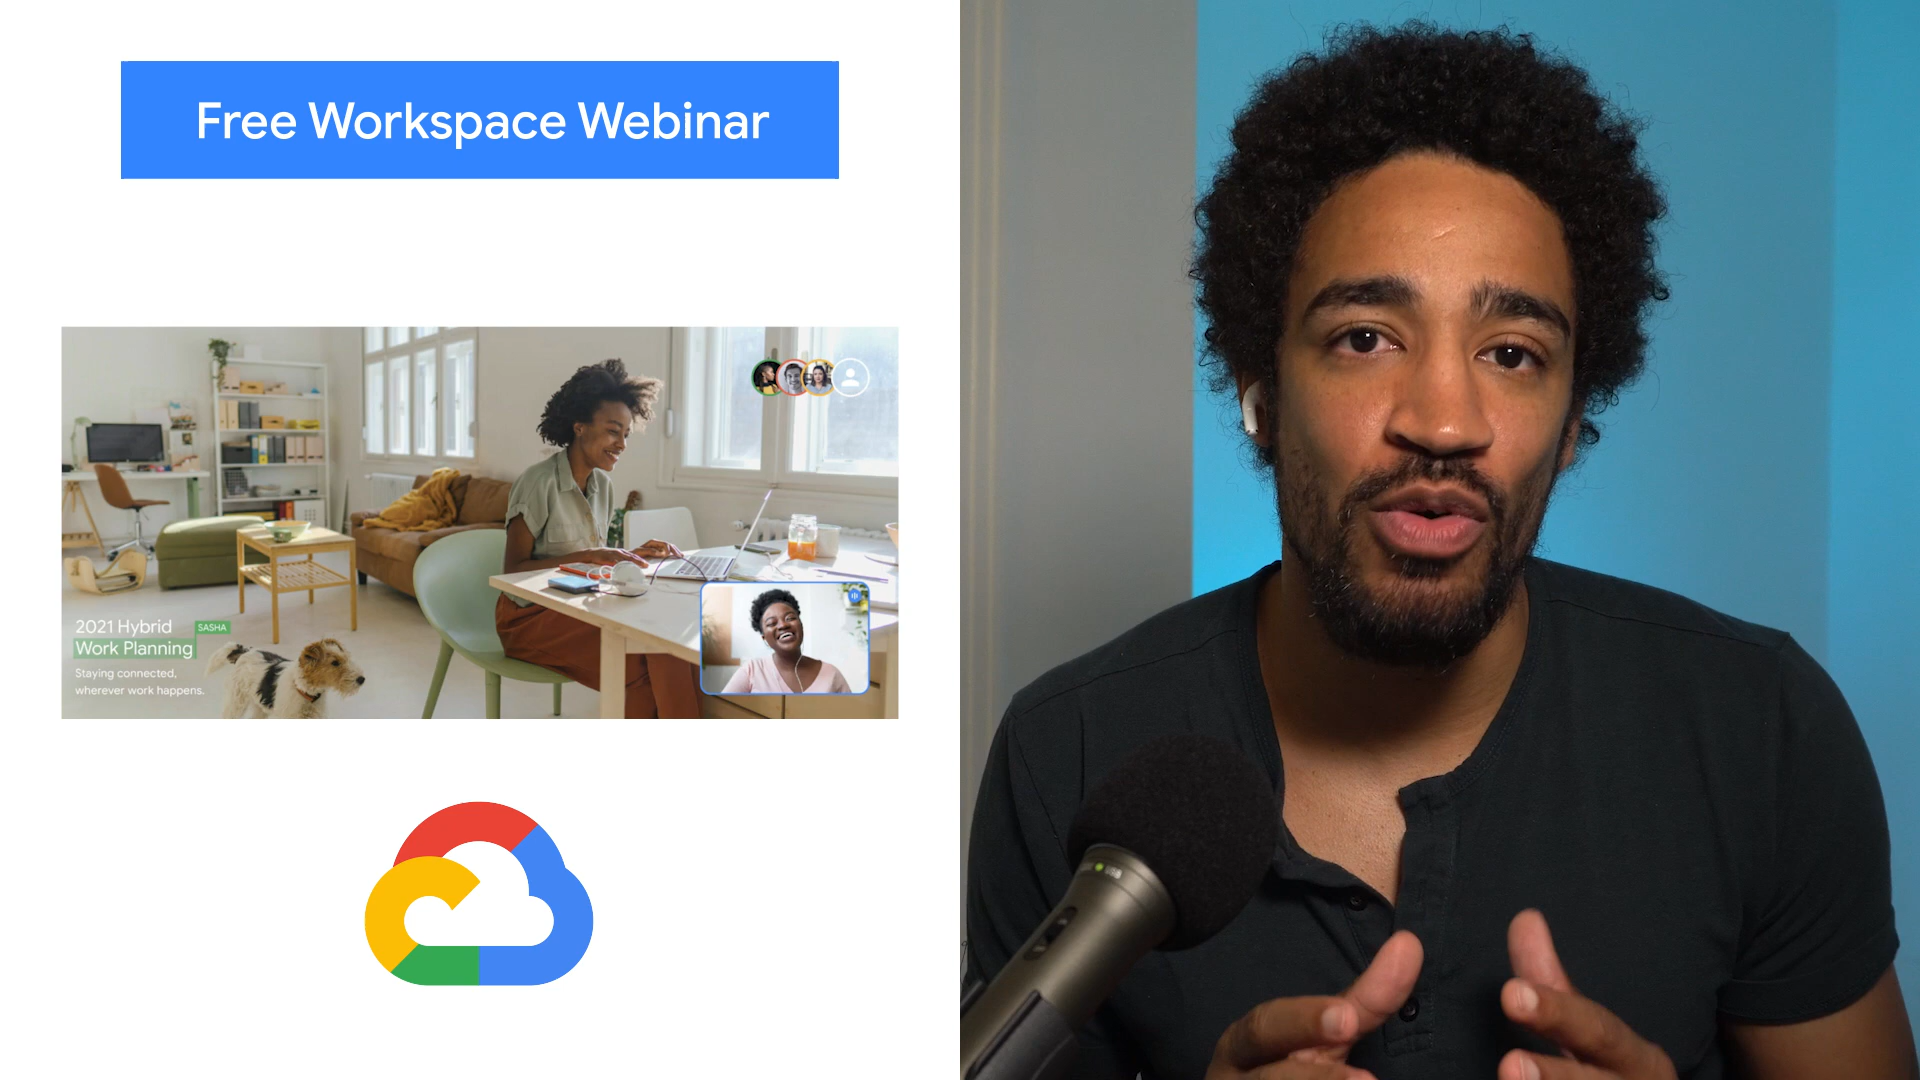 Free Workspace Webinar
2021 Hybrid
SASHA
Work Planning
Staying connected,
wherever work happens.